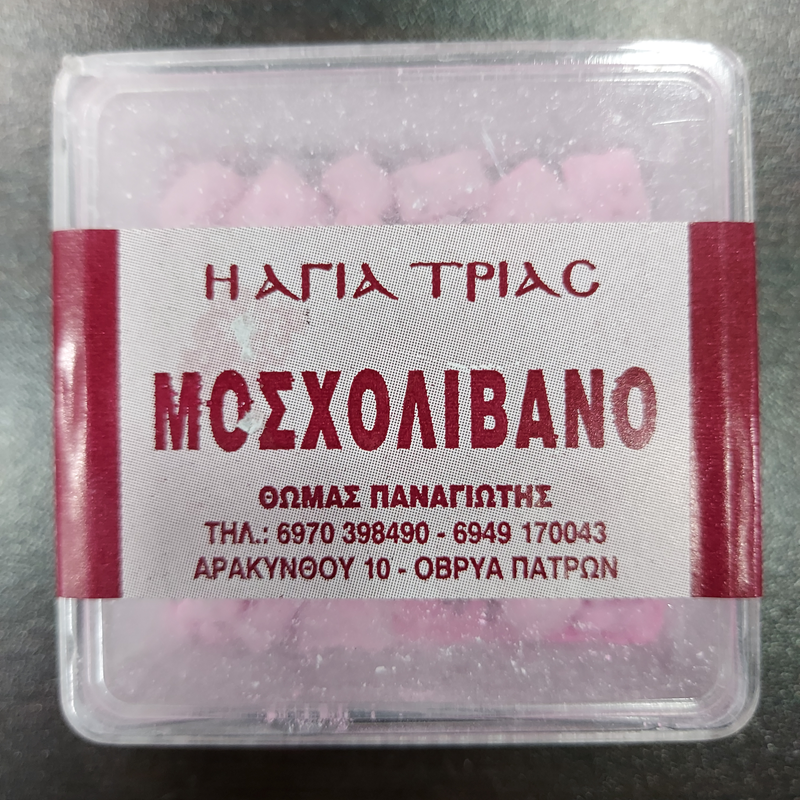 Η ΑΓΙΑ ΤΡΙΑC
ΜΟΣΧΟΛΙΒΑΝΟ
ΘΩΜΑΣ ΠΑΝΑΓΙΩΤΗΣ
ΤΗΛ.: 6970 398490 - 6949 170043
ΑΡΑΚΥΝΘΟΥ 10 - ΟΒΡΥΑ ΠΑΤΡΩΝ